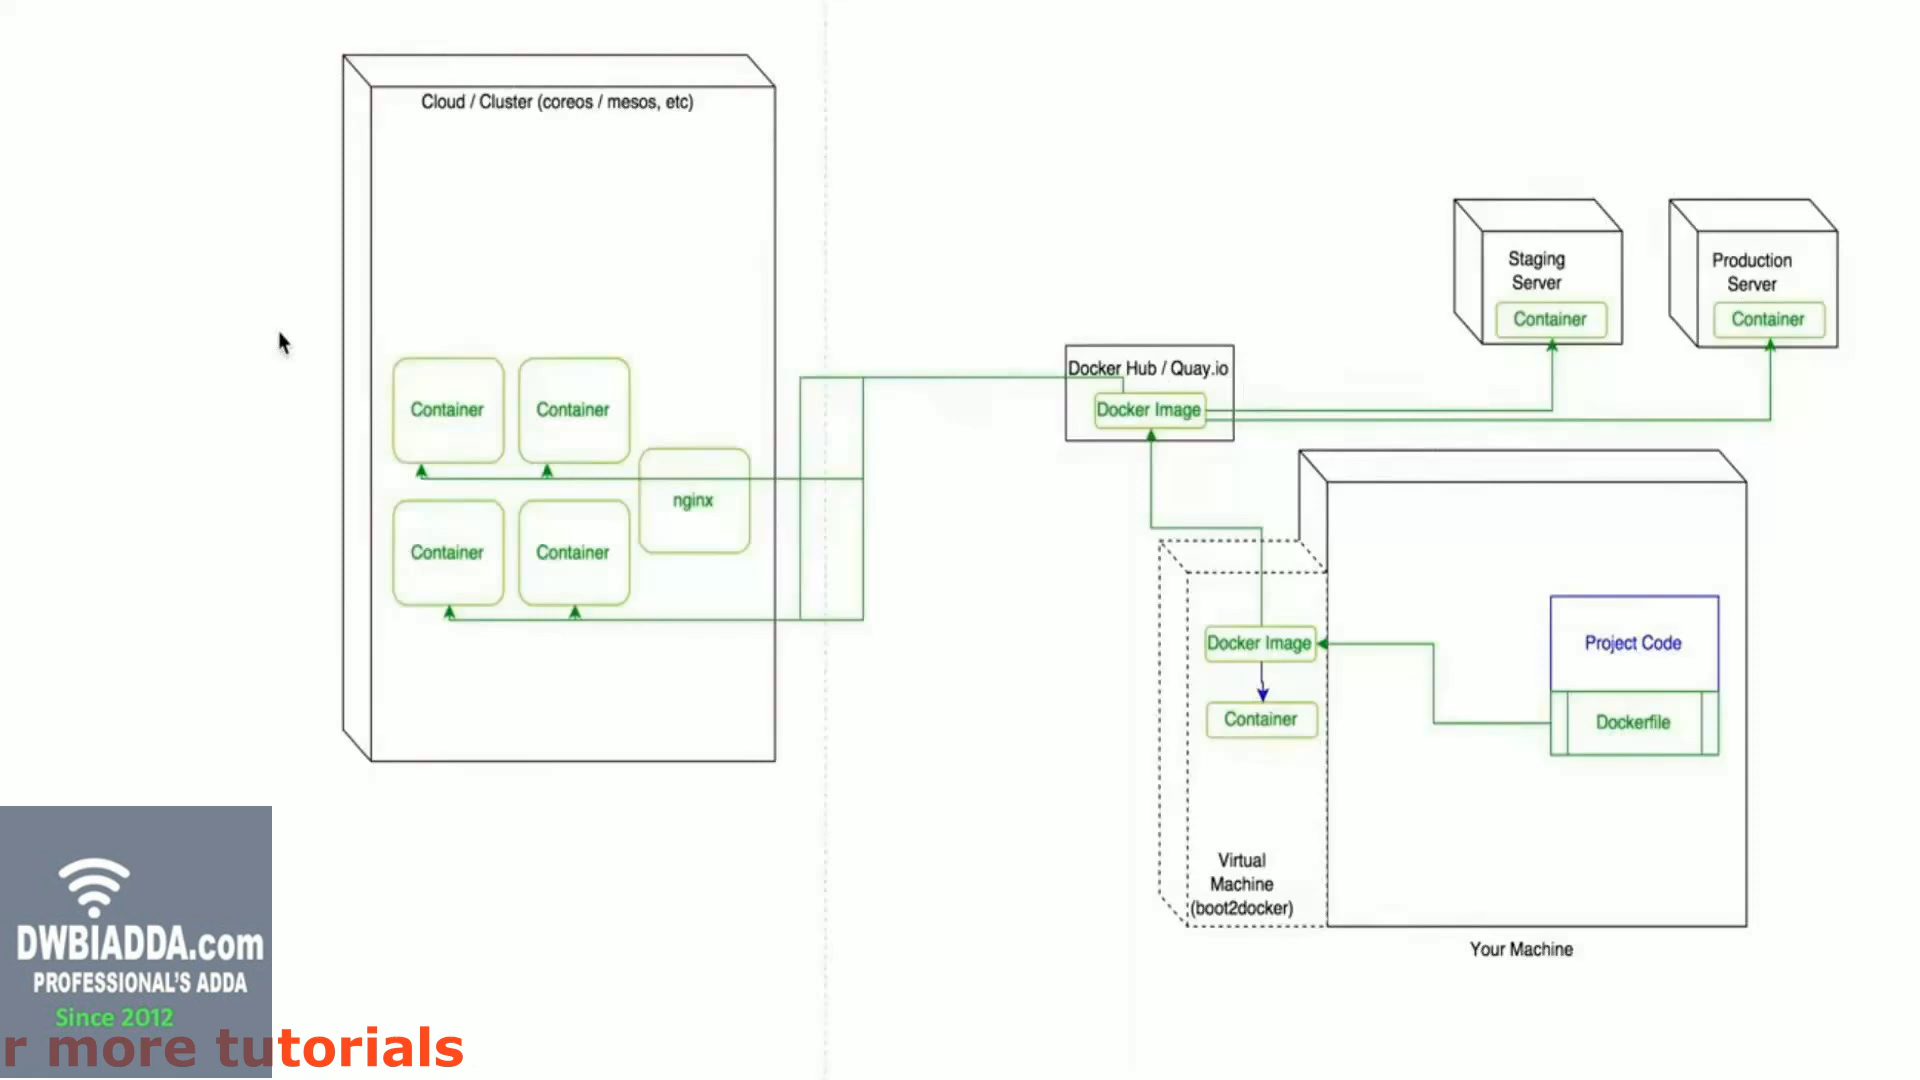 Cloud / Cluster (coreos / mesos, etc)
Container
Container
nginx
Container
Container
Docker Hub / Quay.io
Docker Image
Staging
Server
Container
Production
Server
Container
Docker Image
Container
Virtual
Machine
(boot2docker)
Project Code
Dockerfile
Your Machine
DWBIADDA.com
PROFESSIONAL'S ADDA
Since 2012
r more tutorials